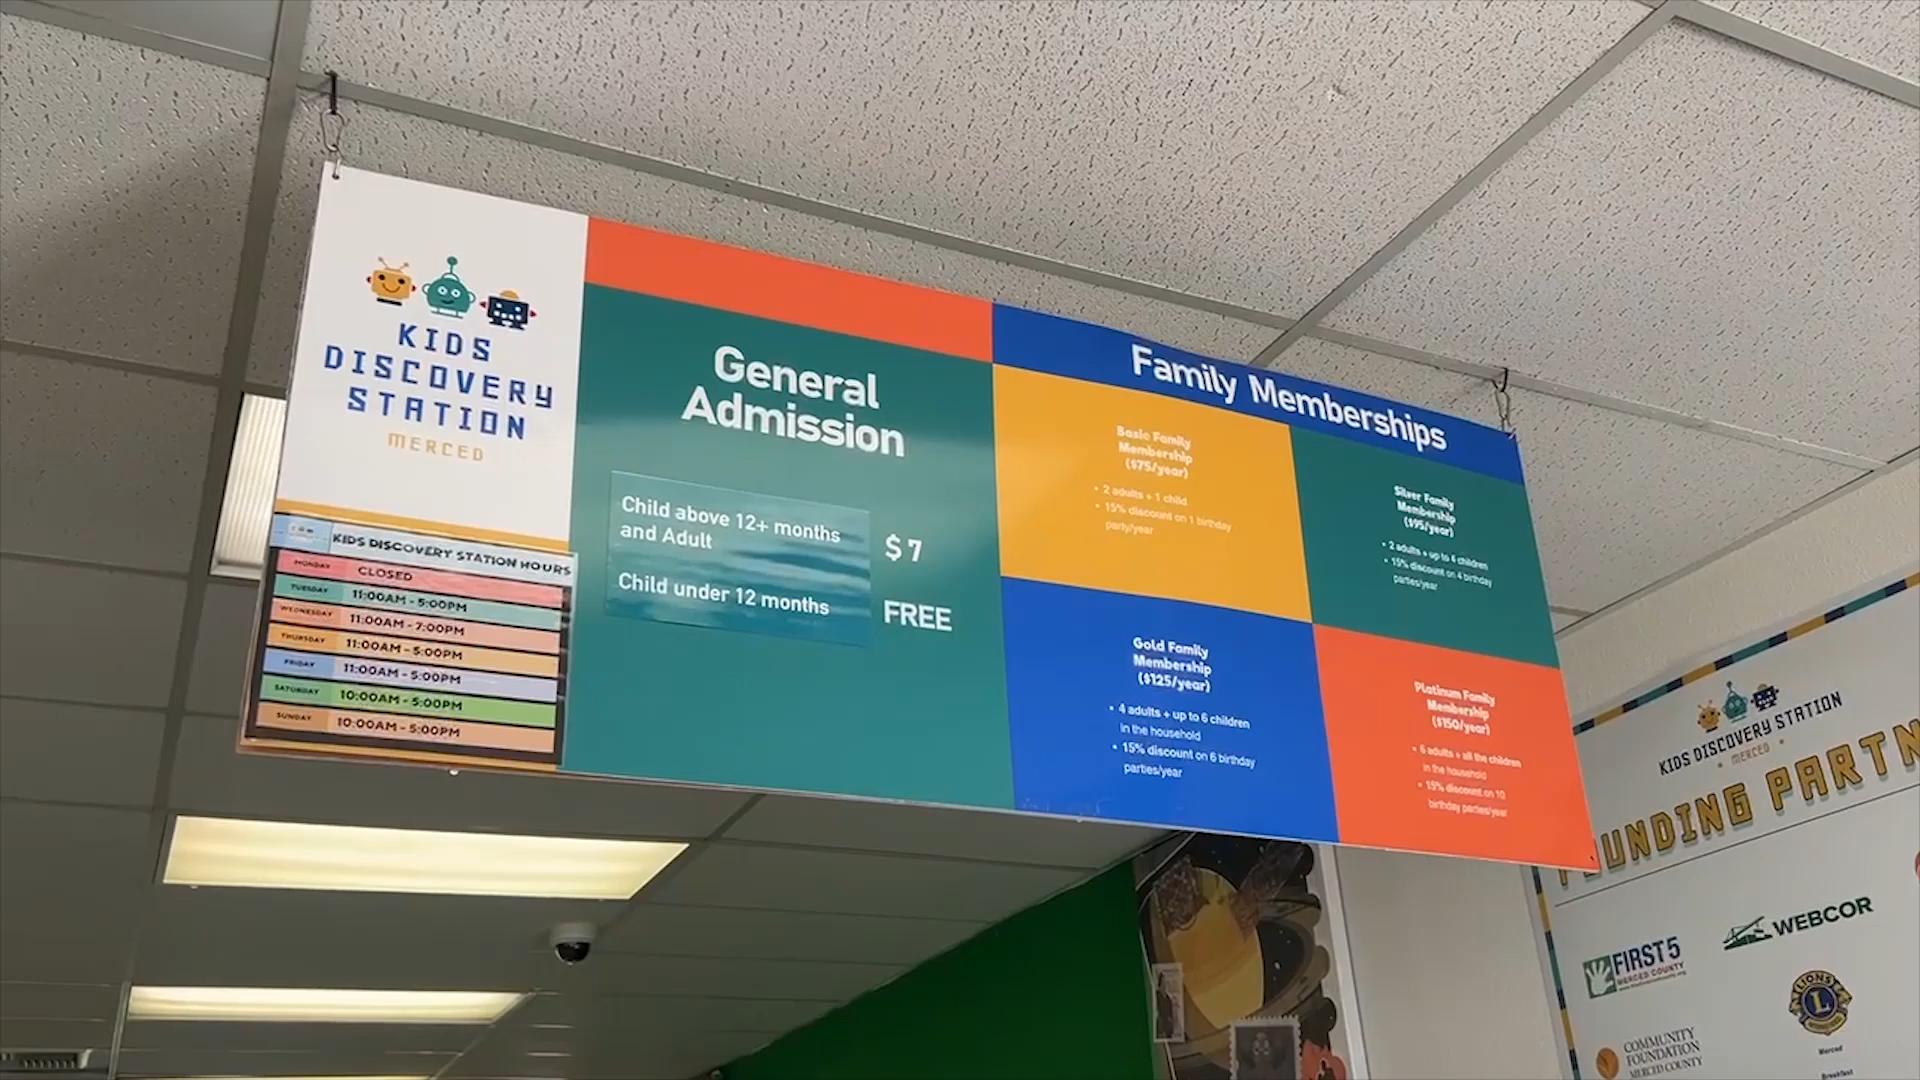 KIDS
DISCOVERY
STATION
MERCED
KIDS DISCOVERY STATION HOURS
MONDAY CLOSED
TUESDAY 11:00AM - 5:00PM
WEDNESDAY 11:00AM - 7:00PM
THURSDAY 11:00AM - 5:00PM
FRIDAY 11:00AM - 5:00PM
SATURDAY 10:00AM - 5:00PM
SUNDAY 10:00AM - 5:00PM
General
Admission
Child above 12+ months
and Adult
$7
Child under 12 months
FREE
Family Memberships
Basic Family
Membership
($75/year)
• 2 adults + 1 child
• 15% discount on 1 birthday
party/year
Silver Family
Membership
($95/year)
• 2 adults + up to 4 children
• 15% discount on 4 birthday
parties/year
Gold Family
Membership
($125/year)
• 4 adults + up to 6 children
in the household
• 15% discount on 6 birthday
parties/year
Platinum Family
Membership
($150/year)
• 6 adults + all the children
in the household
• 15% discount on 10
birthday parties/year
KIDS DISCOVERY STATION
• MERCED •
FOUNDING PARTN
FIRST 5
MERCED COUNTY
WEBCOR
LIONS
L
INTERNATIONAL
Merced
Breakfast
COMMUNITY
FOUNDATION
MERCED COUNTY